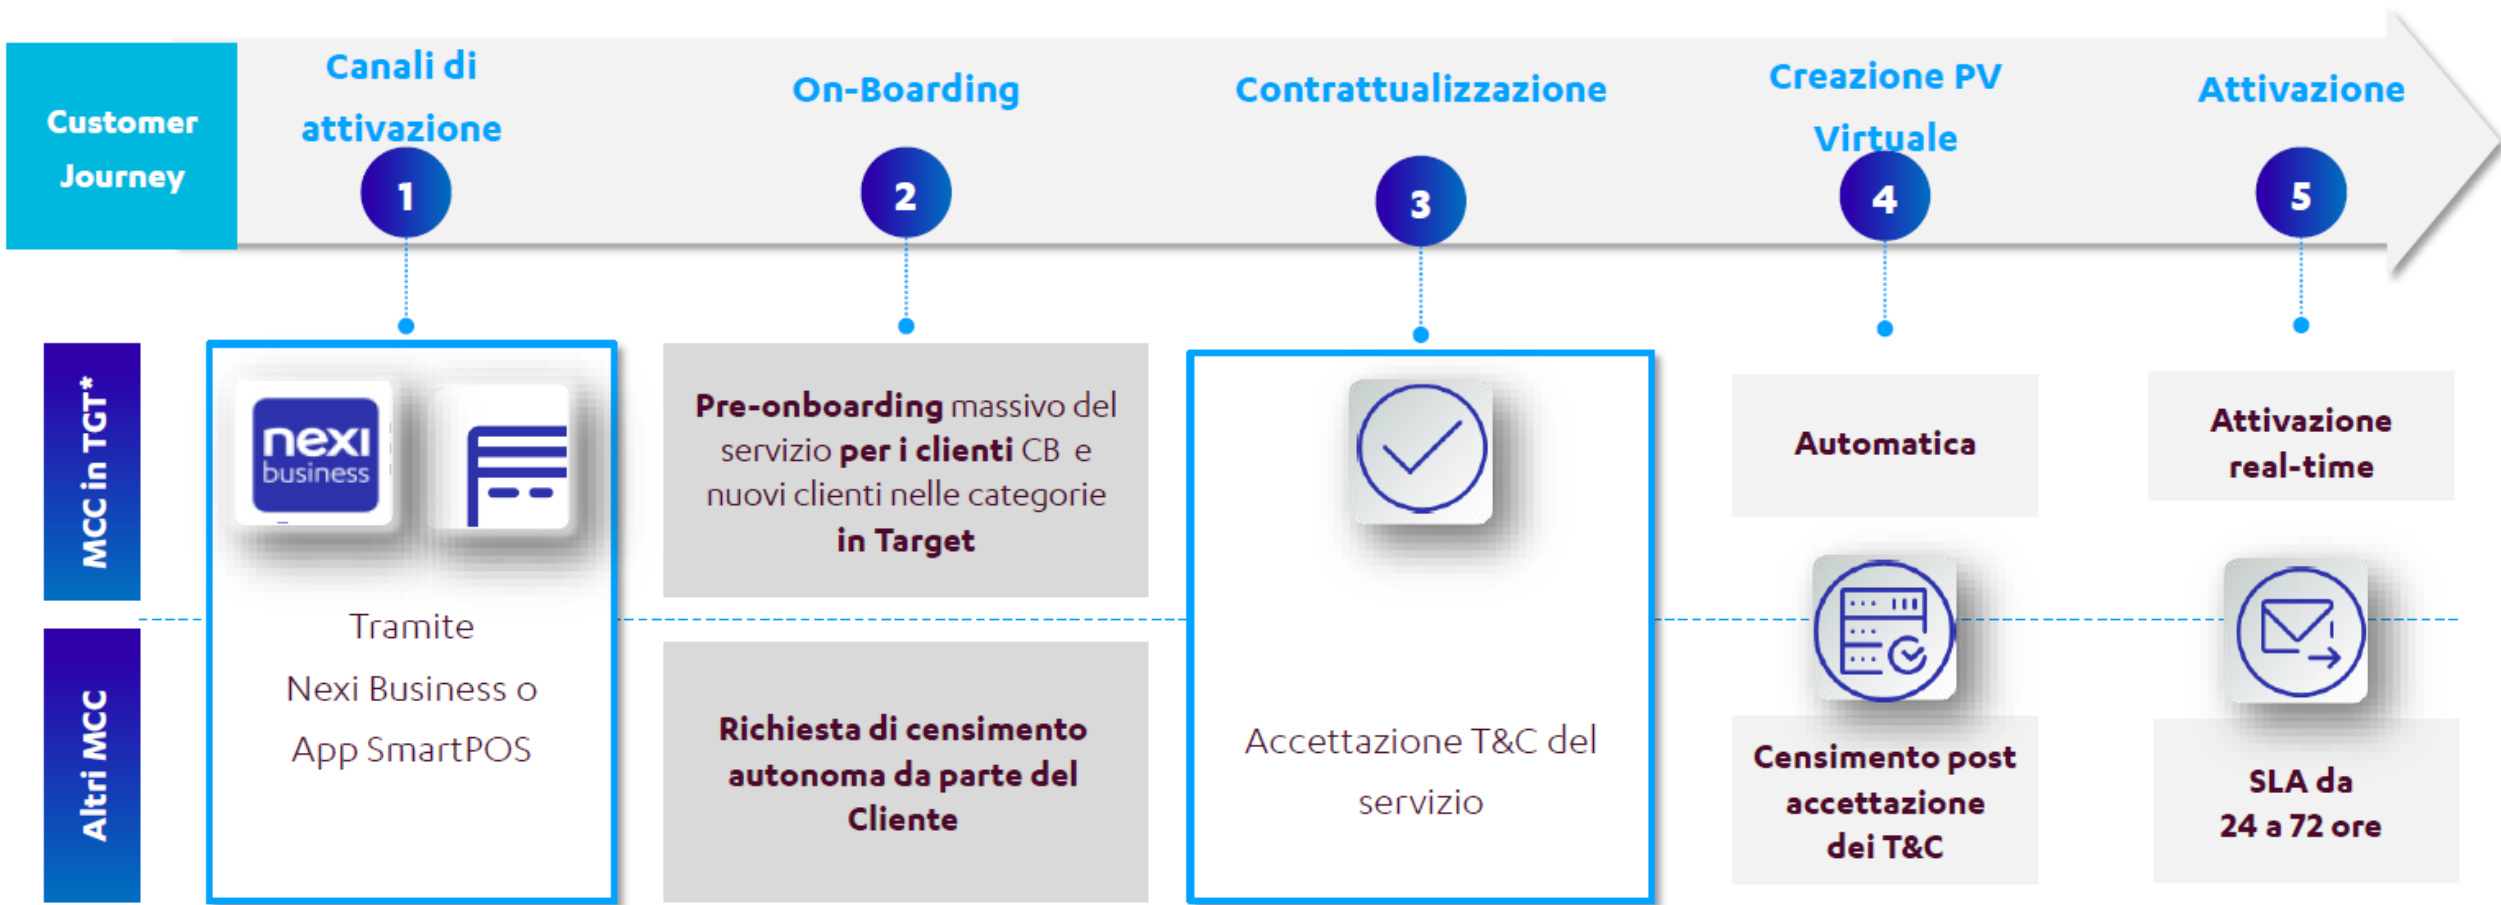 Customer
Journey
Canali di
attivazione
1
On-Boarding
2
Contrattualizzazione
3
Creazione PV
Virtuale
4
Attivazione
5
MCC in TGT*
nexi
business
Tramite
Nexi Business o
App SmartPOS
Pre-onboarding massivo del
servizio per i clienti CB e
nuovi clienti nelle categorie
in Target
Accettazione T&C del
servizio
Automatica
Attivazione
real-time
Altri MCC
Richiesta di censimento
autonoma da parte del
Cliente
Censimento post
accettazione
dei T&C
SLA da
24 a 72 ore